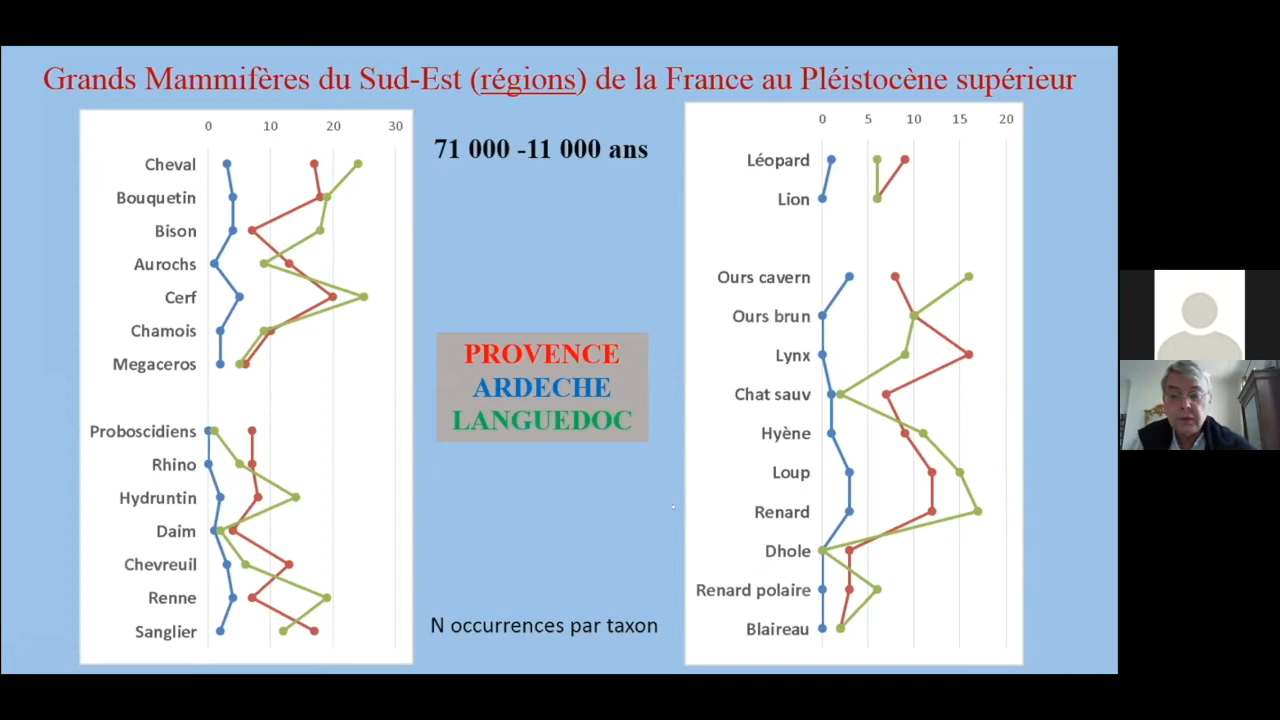 Grands Mammifères du Sud-Est (régions) de la France au Pléistocène supérieur
0 10 20 30
Cheval
Bouquetin
Bison
Aurochs
Cerf
Chamois
Megaceros
Proboscidiens
Rhino
Hydruntin
Daim
Chevreuil
Renne
Sanglier
71 000 -11 000 ans
PROVENCE
ARDECHE
LANGUEDOC
N occurrences par taxon
0 5 10 15 20
Léopard
Lion
Ours cavern
Ours brun
Lynx
Chat sauv
Hyène
Loup
Renard
Dhole
Renard polaire
Blaireau